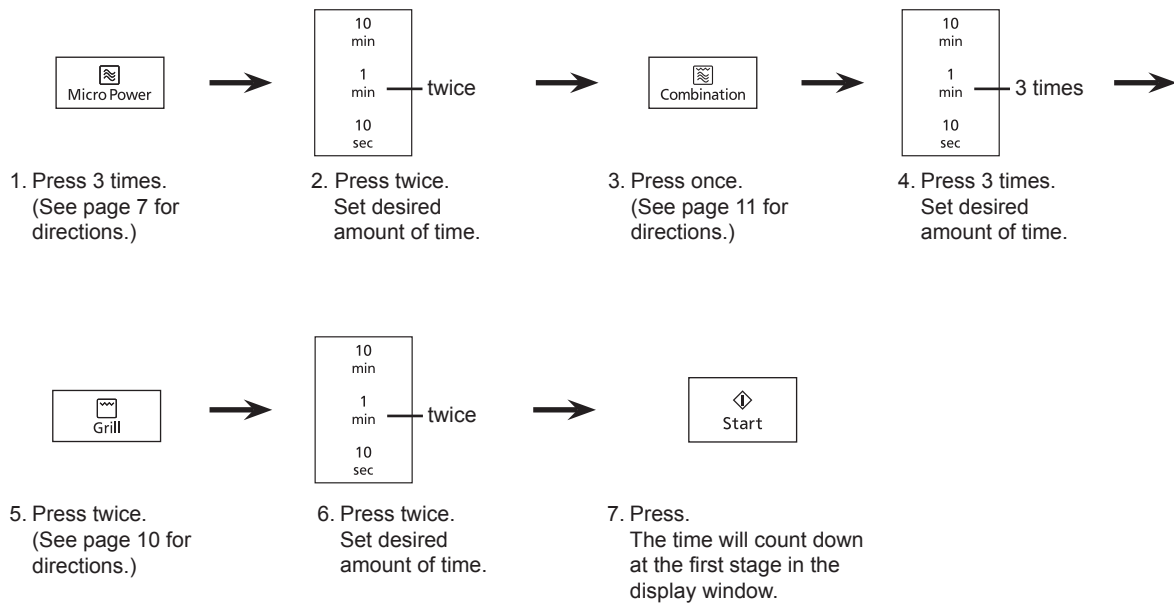 Micro Power
10
min
1
min
twice
10
sec
Combination
10
min
1
min
3 times
10
sec
1. Press 3 times.
(See page 7 for
directions.)
2. Press twice.
Set desired
amount of time.
3. Press once.
(See page 11 for
directions.)
4. Press 3 times.
Set desired
amount of time.
Grill
10
min
1
min
twice
10
sec
Start
5. Press twice.
(See page 10 for
directions.)
6. Press twice.
Set desired
amount of time.
7. Press.
The time will count down
at the first stage in the
display window.